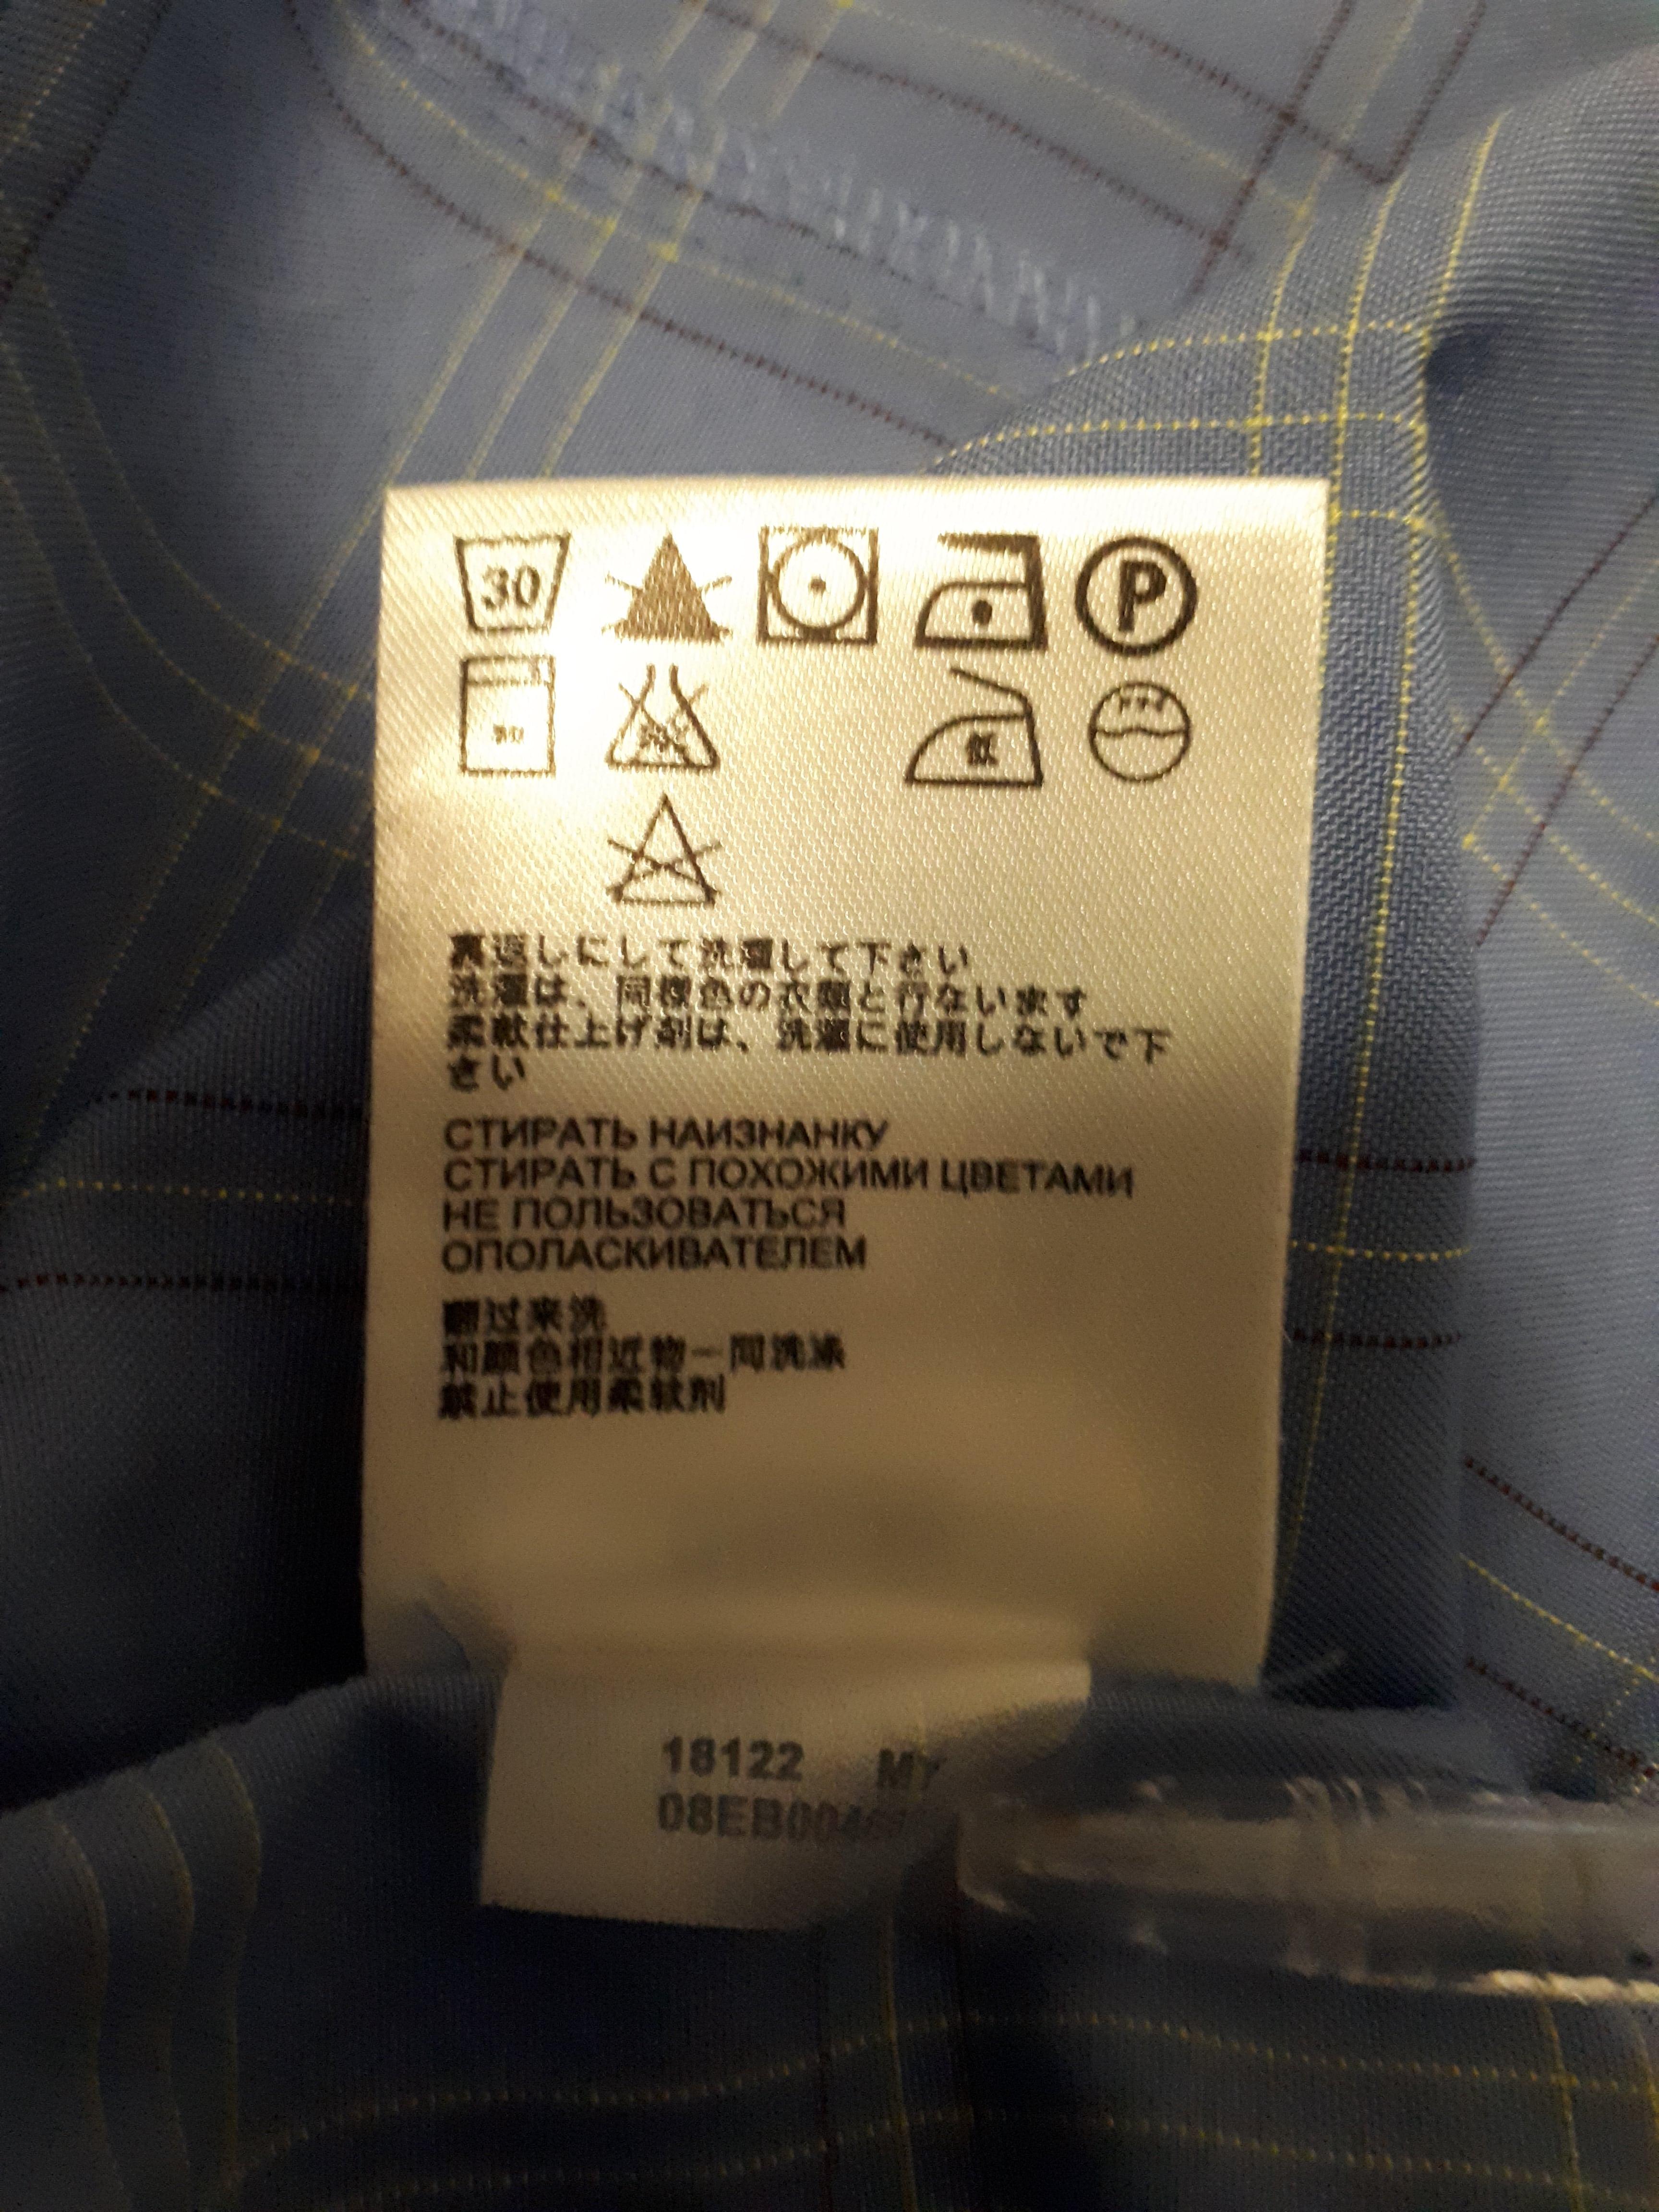 30
P
30
低
裏返しにして洗濯して下さい
洗濯は、同様色の衣類と行ないます
柔軟仕上げ剤は、洗濯に使用しないで下
さい
СТИРАТЬ НАИЗНАНКУ
СТИРАТЬ С ПОХОЖИМИ ЦВЕТАМИ
НЕ ПОЛЬЗОВАТЬСЯ
ОПОЛАСКИВАТЕЛЕМ
翻过来洗
和颜色相近物一同洗涤
禁止使用柔软剂
18122